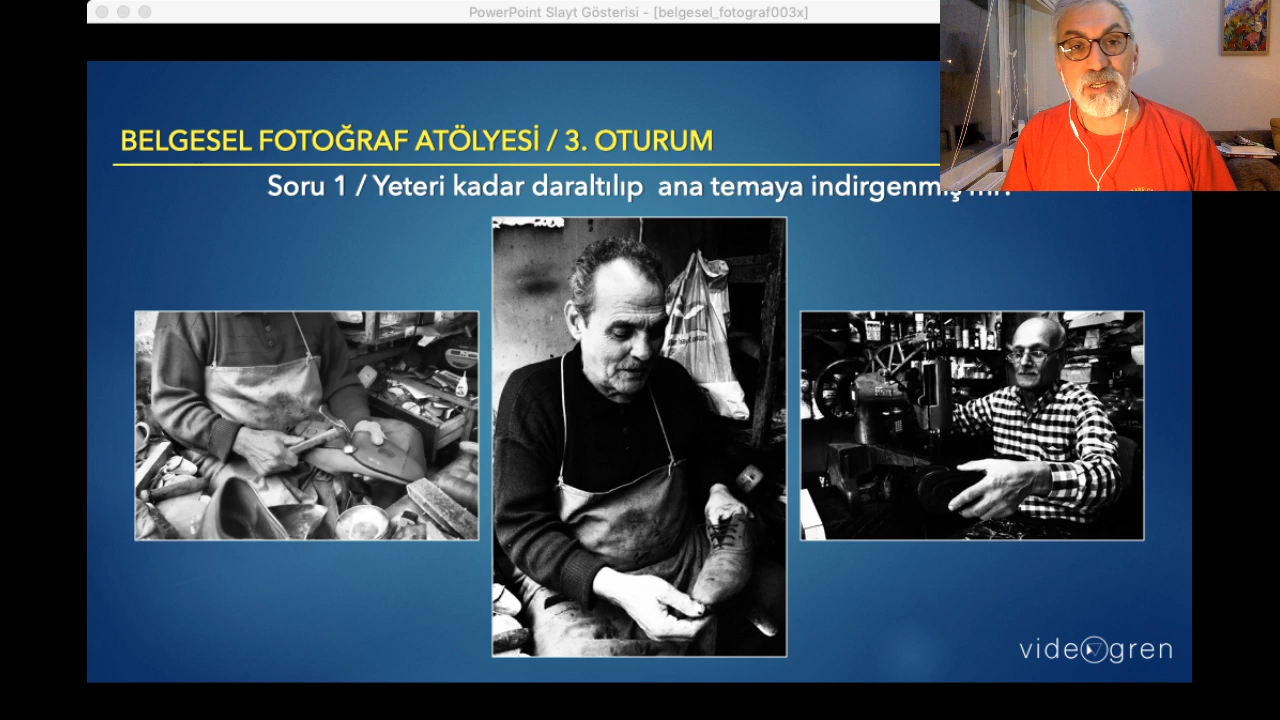 PowerPoint Slayt Gösterisi - [belgesel_fotograf003x]
BELGESEL FOTOĞRAF ATÖLYESİ / 3. OTURUM
Soru 1 / Yeteri kadar daraltılıp ana temaya indirgenmiş
videogren